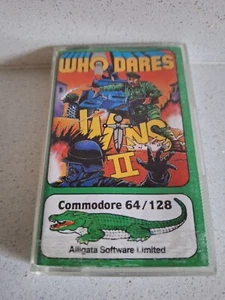 WHO DARES
WINS
II
Commodore 64/128
Alligata Software Limited